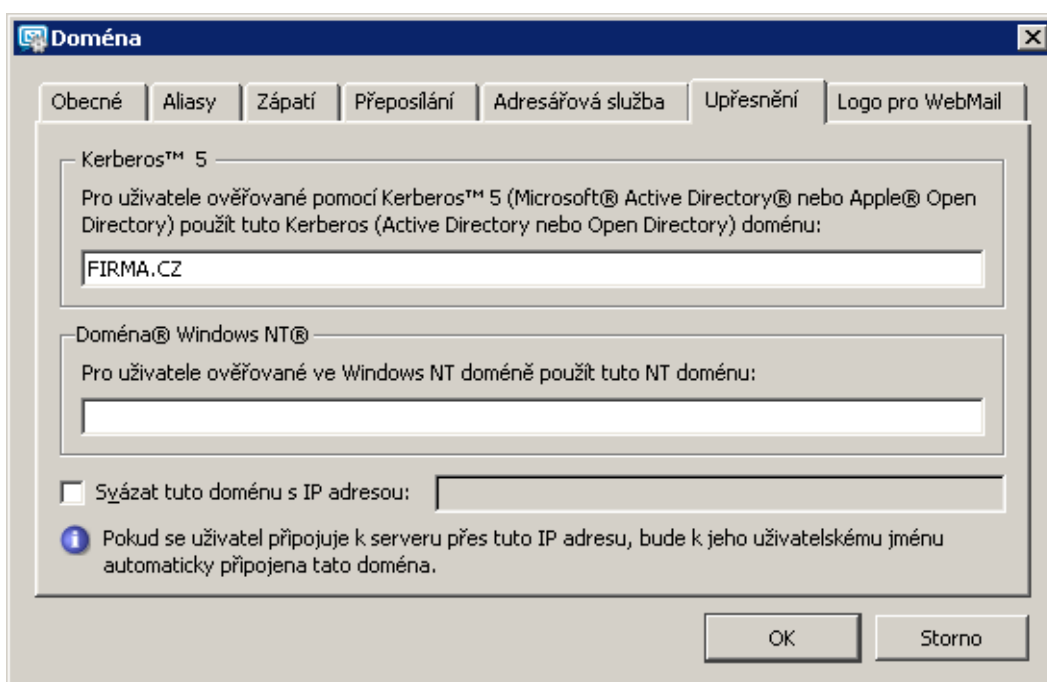 Doména
Obecné Aliasy Zápatí Přeposílání Adresářová služba Upřesnění Logo pro WebMail
Kerberos™ 5
Pro uživatele ověřované pomocí Kerberos™ 5 (Microsoft® Active Directory® nebo Apple® Open
Directory) použít tuto Kerberos (Active Directory nebo Open Directory) doménu:
FIRMA.CZ
Doména® Windows NT®
Pro uživatele ověřované ve Windows NT doméně použít tuto NT doménu:
Svázat tuto doménu s IP adresou:
Pokud se uživatel připojuje k serveru přes tuto IP adresu, bude k jeho uživatelskému jménu
automaticky připojena tato doména.
OK Storno